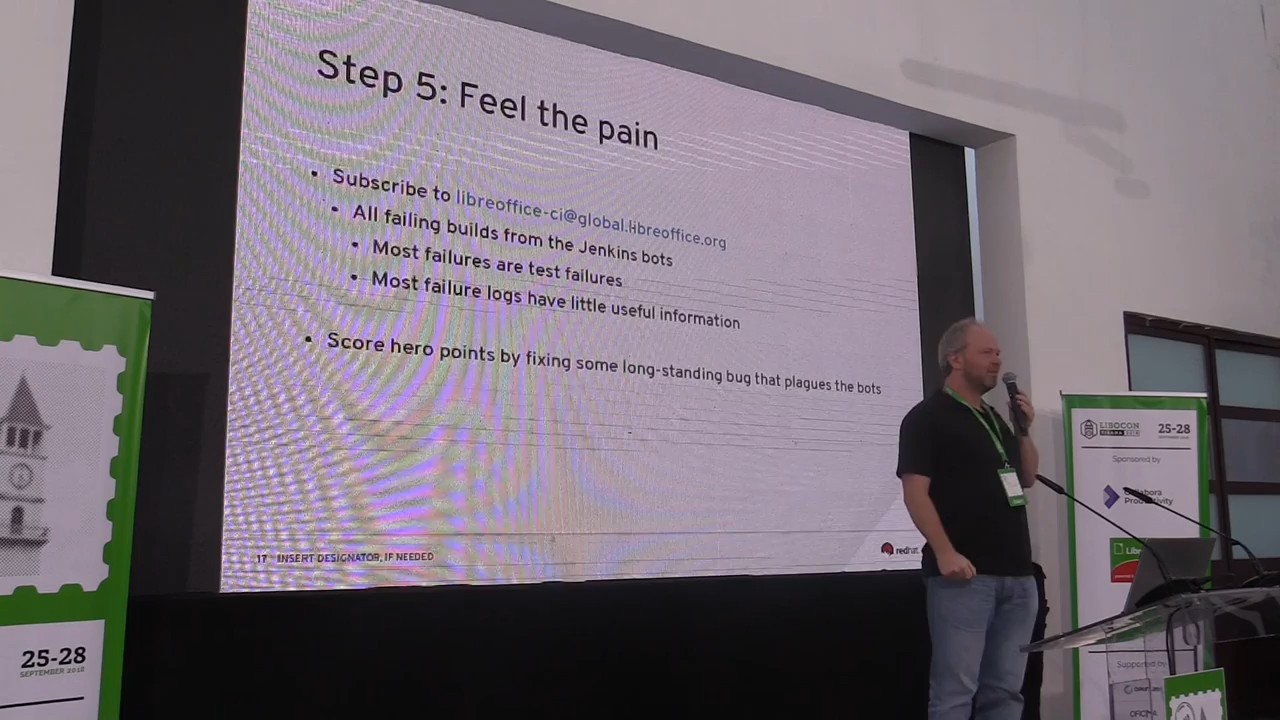 Step 5: Feel the pain
• Subscribe to libreoffice-ci@global.libreoffice.org
• All failing builds from the Jenkins bots
• Most failures are test failures
• Most failure logs have little useful information
• Score hero points by fixing some long-standing bug that plagues the bots
17 INSERT DESIGNATOR, IF NEEDED
redhat
25-28
SEPTEMBER 2018
LIBOCON
25-28
Sponsored by
Productivity
Supported by
OFICINA